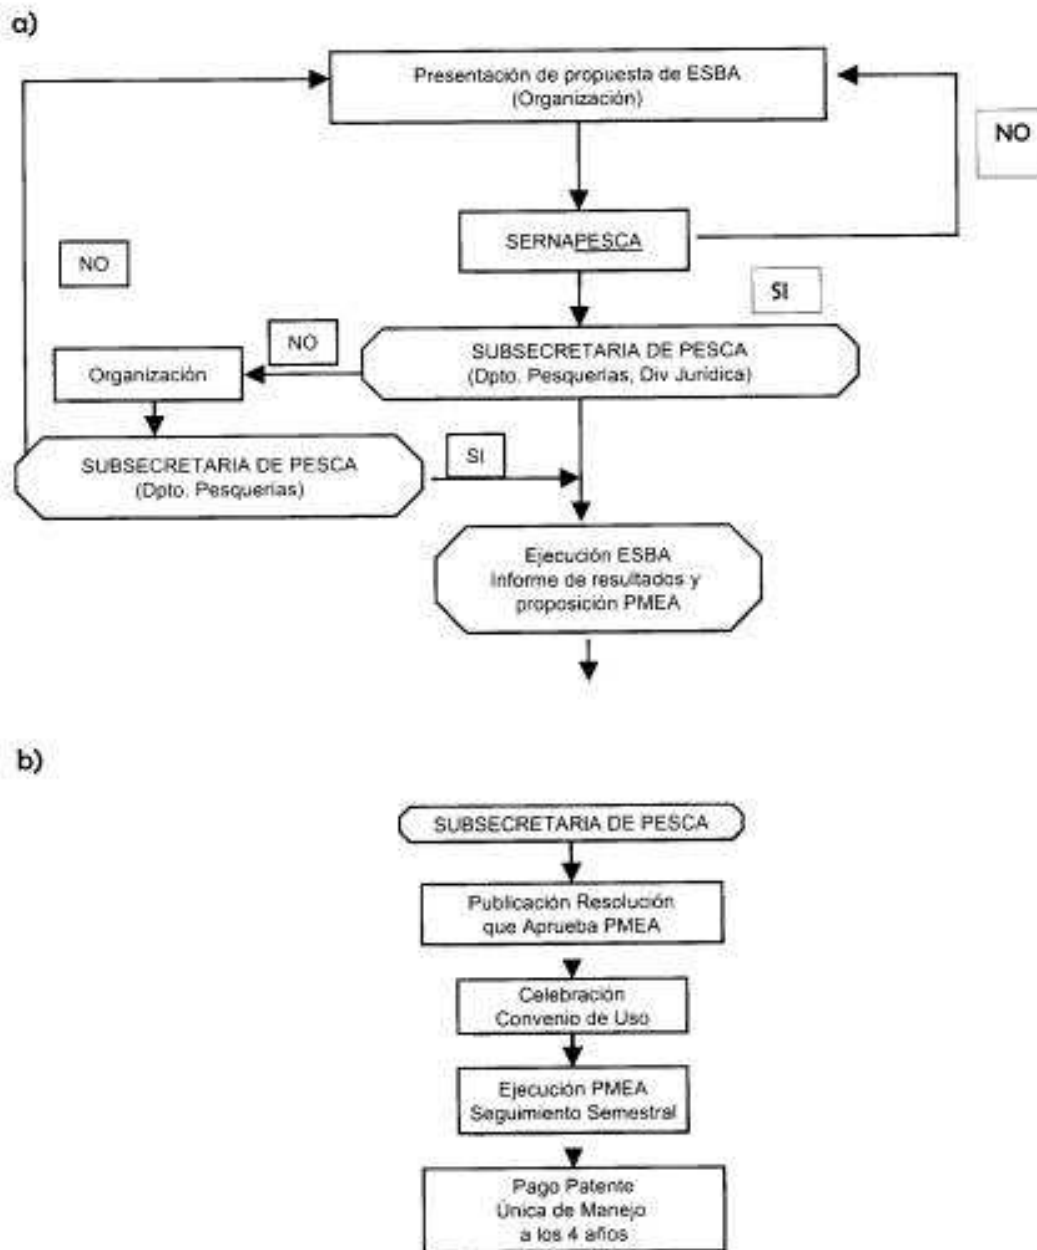 a)
Presentación de propuesta de ESBA
(Organización)
NO
SERNAPESCA
NO
SI
NO
SUBSECRETARIA DE PESCA
(Dpto. Pesquerías, Div Jurídica)
Organización
SI
SUBSECRETARIA DE PESCA
(Dpto. Pesquerías)
Ejecución ESBA
Informe de resultados y
proposición PMEA
b)
SUBSECRETARIA DE PESCA
Publicación Resolución
que Aprueba PMEA
Celebración
Convenio de Uso
Ejecución PMEA
Seguimiento Semestral
Pago Patente
Única de Manejo
a los 4 años